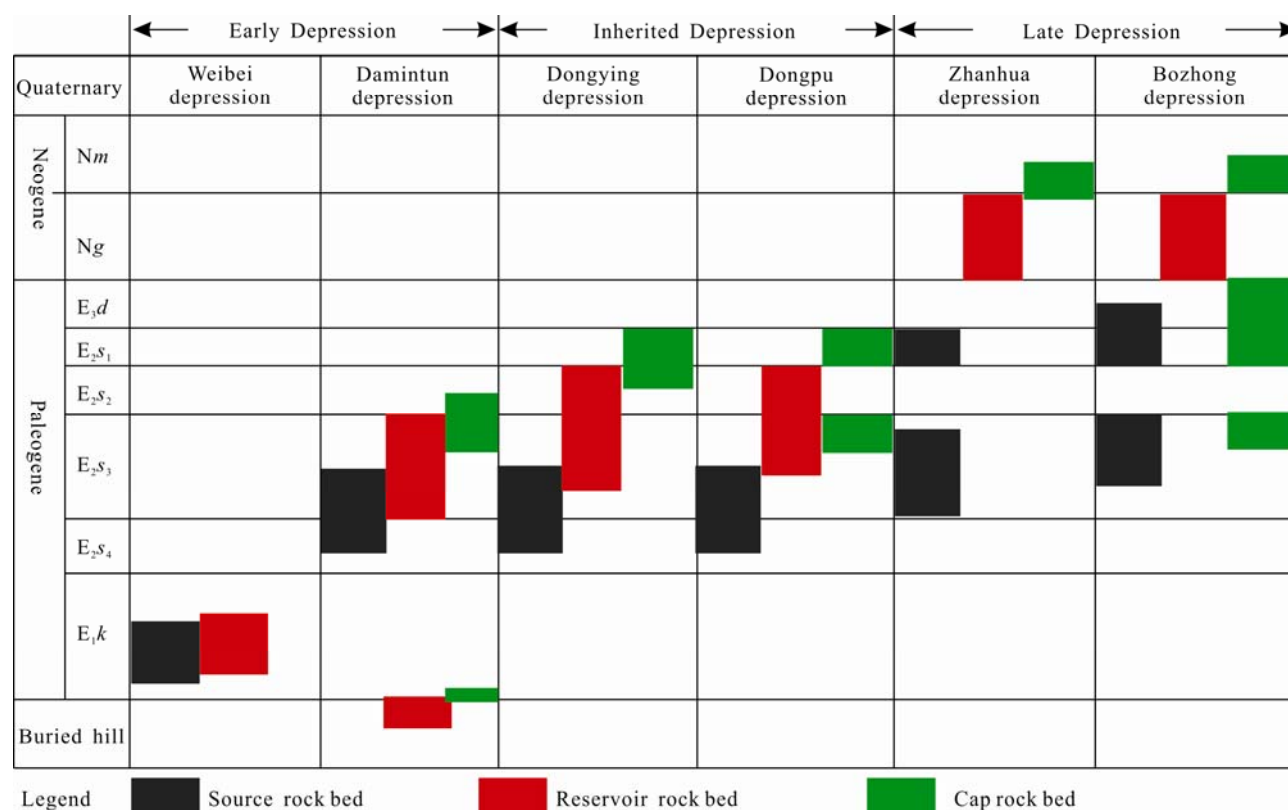 Early Depression
Inherited Depression
Late Depression
Quaternary
Weibei
depression
Damintun
depression
Dongying
depression
Dongpu
depression
Zhanhua
depression
Bozhong
depression
Neogene
Nm
Ng
Paleogene
E₃d
E₂s₁
E₂s₂
E₂s₃
E₂s₄
E₁k
Buried hill
Legend
Source rock bed
Reservoir rock bed
Cap rock bed